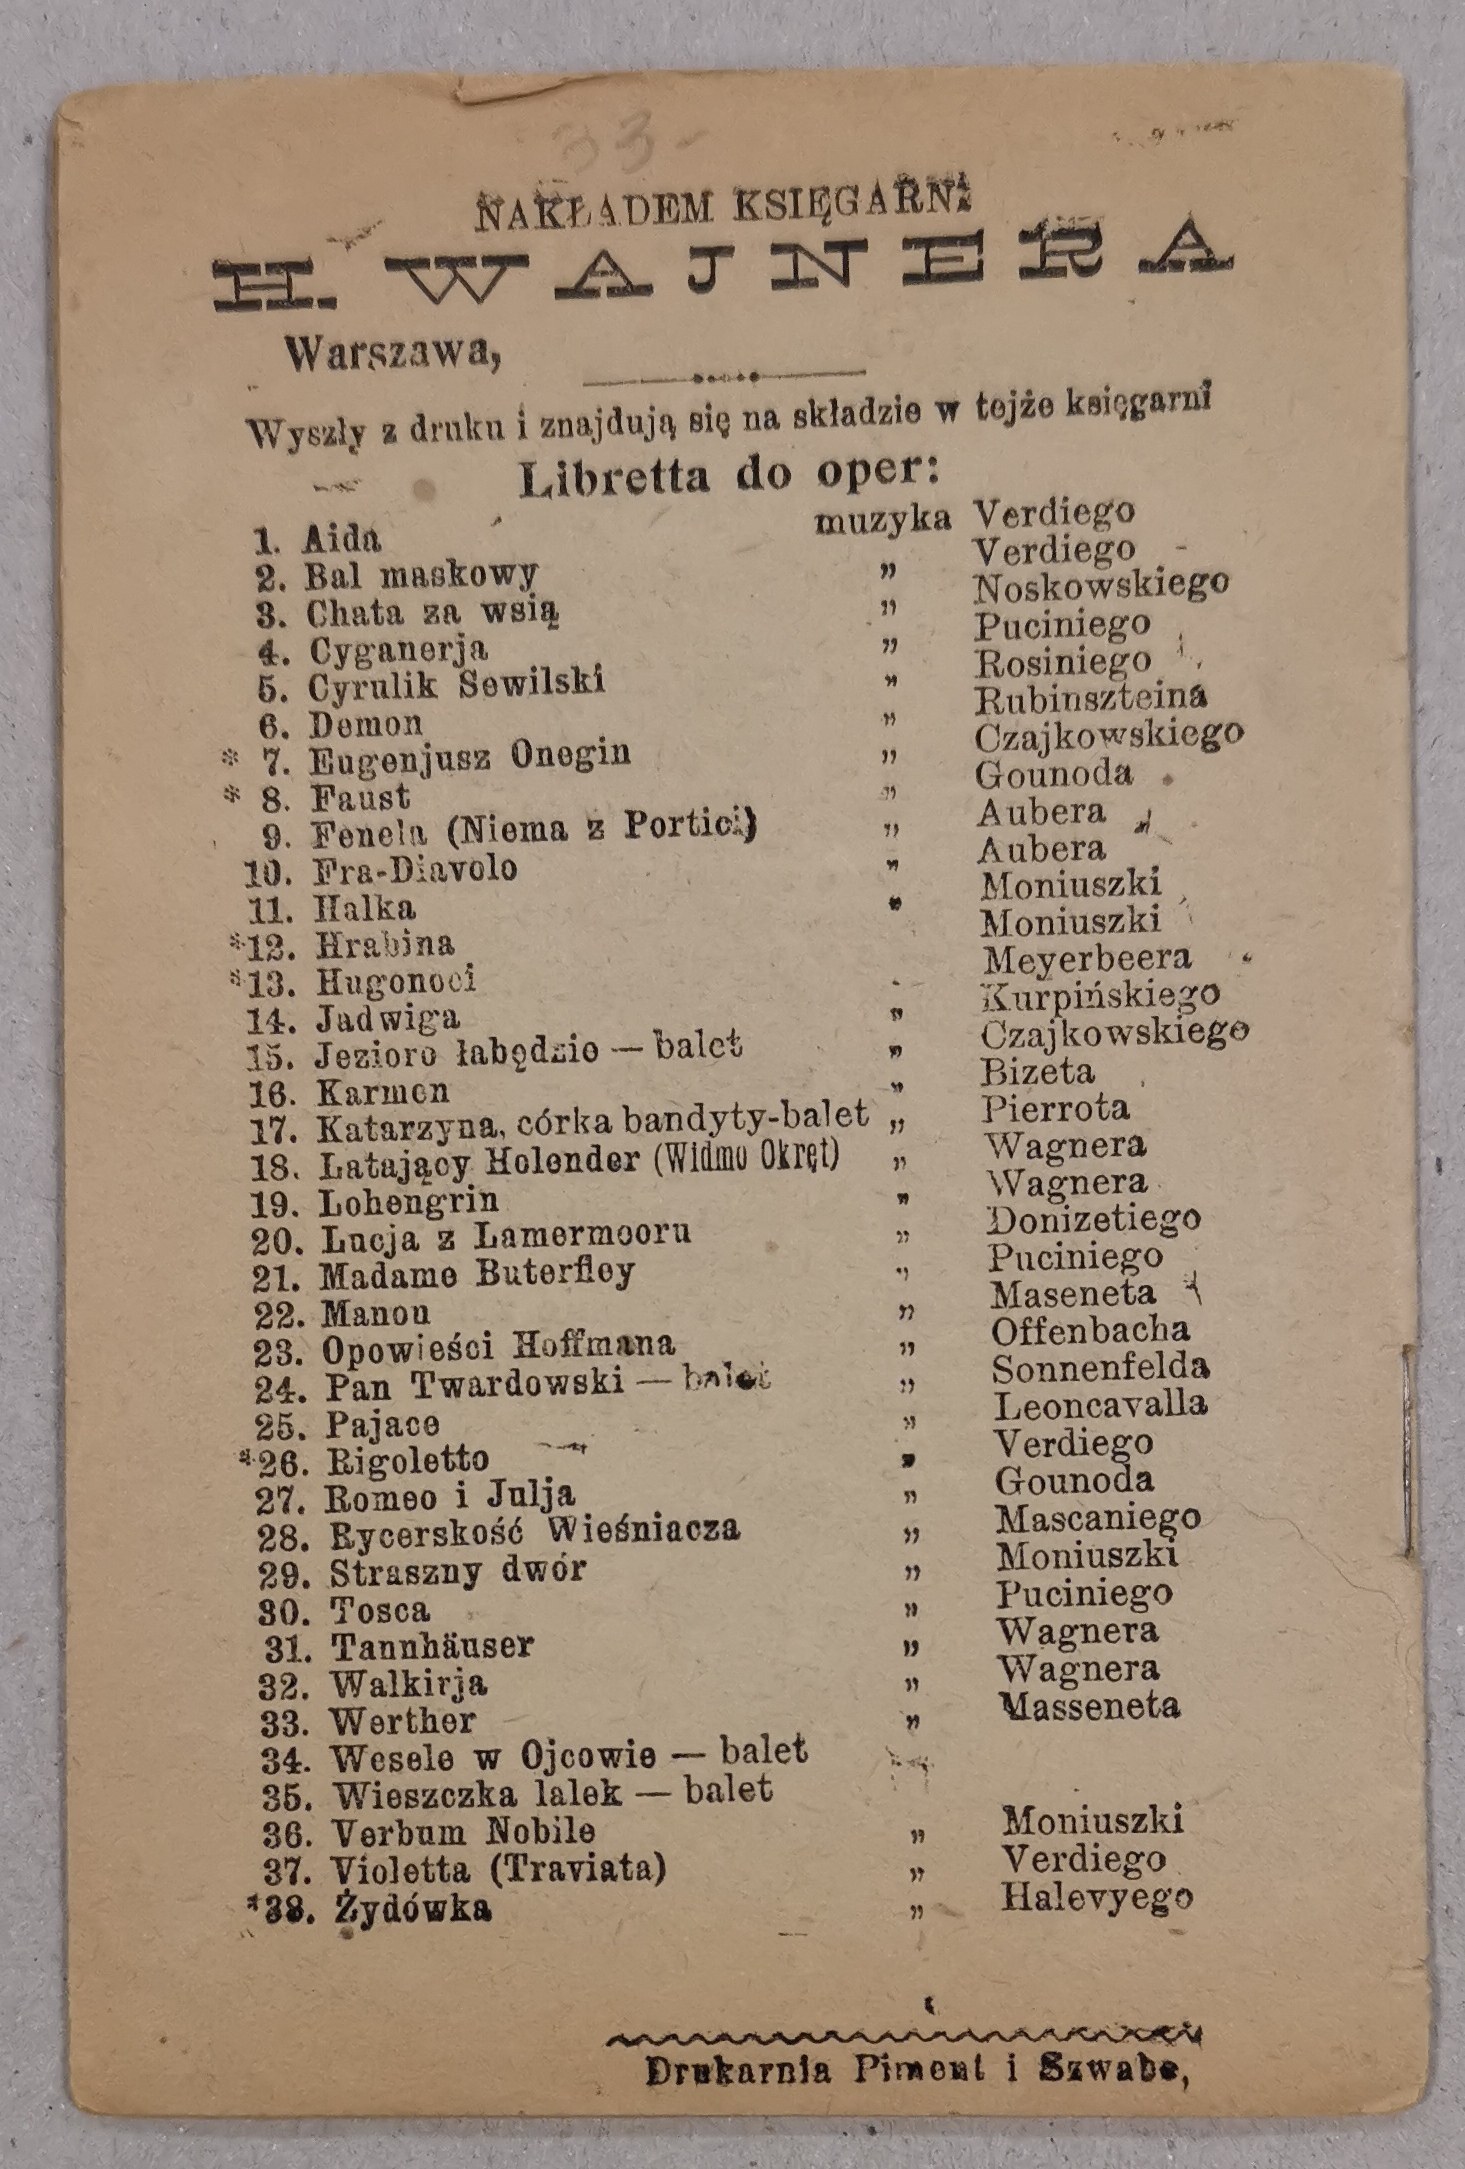 33-
NAKŁADEM KSIĘGARNI
H. WAJNERA
Warszawa,
Wyszły z druku i znajdują się na składzie w tejże księgarni
Libretta do oper:
1. Aida muzyka Verdiego
2. Bal maskowy „ Verdiego
3. Chata za wsią „ Noskowskiego
4. Cyganerja „ Puciniego
5. Cyrulik Sewilski „ Rosiniego
6. Demon „ Rubinszteina
* 7. Eugenjusz Onegin „ Czajkowskiego
* 8. Faust „ Gounoda
9. Fenela (Niema z Portici) „ Aubera
10. Fra-Diavolo „ Aubera
11. Halka „ Moniuszki
*12. Hrabina Moniuszki
*13. Hugonoci Meyerbeera
14. Jadwiga „ Kurpińskiego
15. Jezioro łabędzie — balet „ Czajkowskiego
16. Karmen „ Bizeta
17. Katarzyna, córka bandyty-balet „ Pierrota
18. Latający Holender (Widmo Okręt) „ Wagnera
19. Lohengrin „ Wagnera
20. Lucja z Lamermooru „ Donizetiego
21. Madame Buterfley „ Puciniego
22. Manon „ Maseneta
23. Opowieści Hoffmana „ Offenbacha
24. Pan Twardowski — balet „ Sonnenfelda
25. Pajace „ Leoncavalla
*26. Rigoletto „ Verdiego
27. Romeo i Julja „ Gounoda
28. Rycerskość Wieśniacza „ Mascaniego
29. Straszny dwór „ Moniuszki
30. Tosca „ Puciniego
31. Tannhäuser „ Wagnera
32. Walkirja „ Wagnera
33. Werther „ Masseneta
34. Wesele w Ojcowie — balet
35. Wieszczka lalek — balet
36. Verbum Nobile „ Moniuszki
37. Violetta (Traviata) „ Verdiego
*38. Żydówka „ Halevyego
Drukarnia Piment i Szwabe,